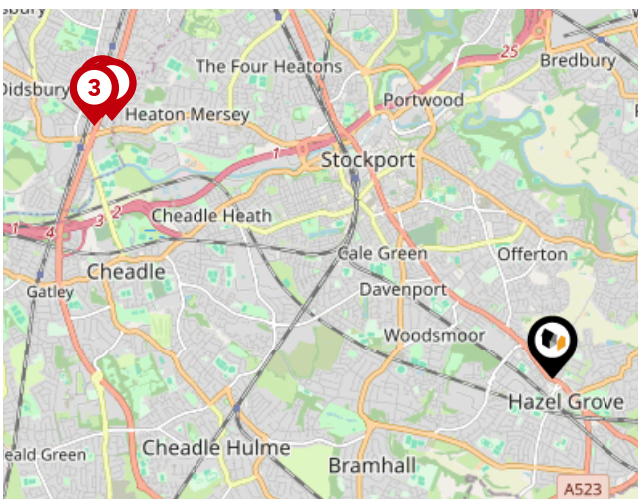 sbury
The Four Heatons
25
Bredbury
Didsbury
3
Portwood
Heaton Mersey
1
Stockport
2
3
1
4
Cheadle Heath
Cale Green
Offerton
Cheadle
Gatley
Davenport
Woodsmoor
Hazel Grove
eald Green
Cheadle Hulme
Bramhall
A523